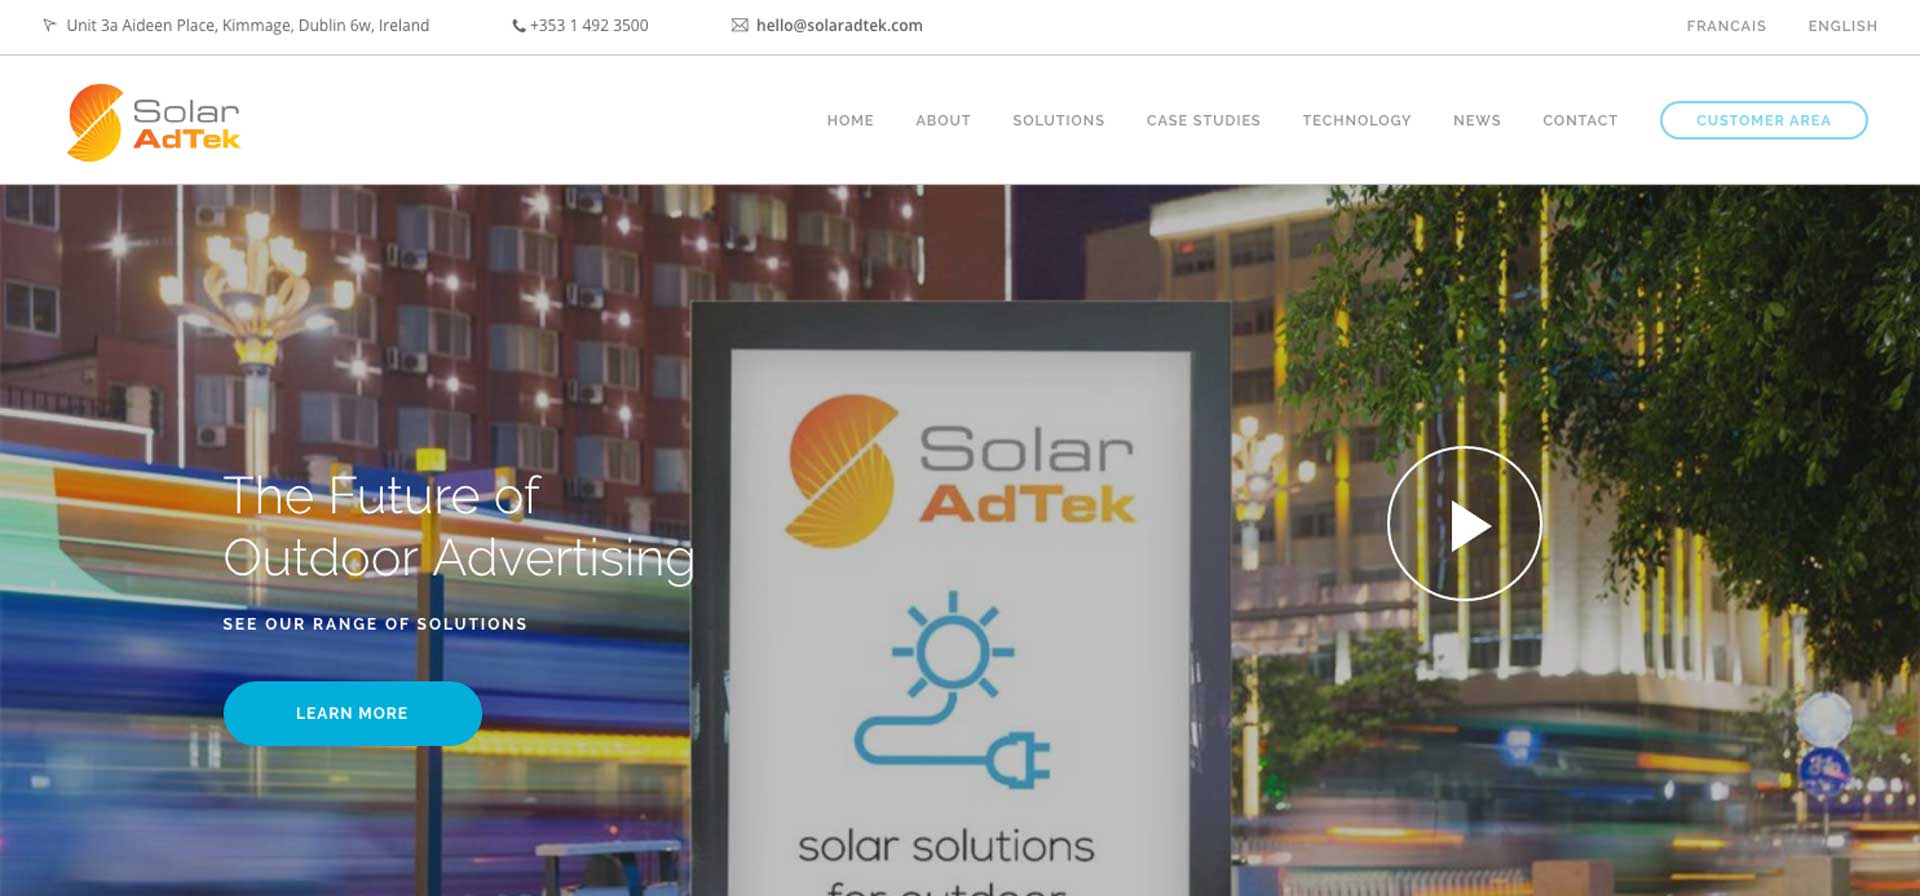 Unit 3a Aideen Place, Kimmage, Dublin 6w, Ireland
+353 1 492 3500
hello@solaradtek.com
FRANCAIS
ENGLISH
Solar
AdTek
HOME
ABOUT
SOLUTIONS
CASE STUDIES
TECHNOLOGY
NEWS
CONTACT
CUSTOMER AREA
The Future of
Outdoor Advertising
SEE OUR RANGE OF SOLUTIONS
LEARN MORE
Solar
AdTek
solar solutions
for outdoor